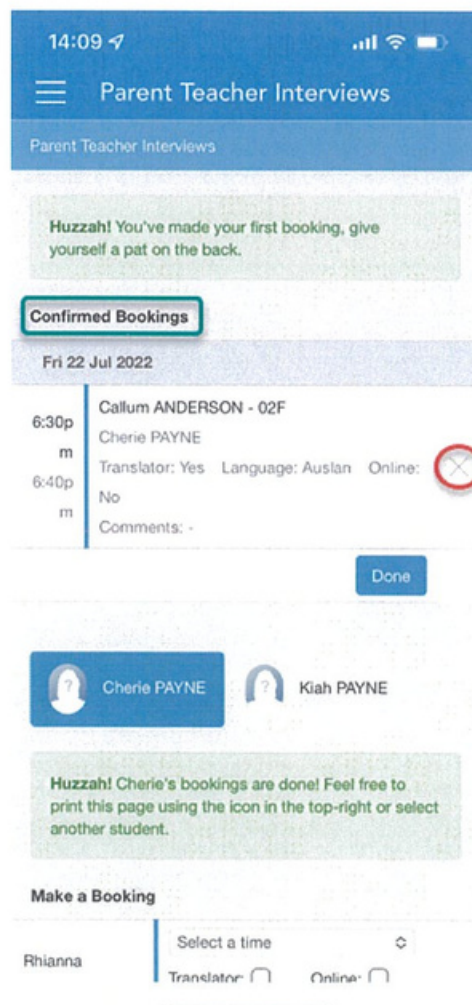 14:09
Parent Teacher Interviews
Parent Teacher Interviews
Huzzah! You've made your first booking, give
yourself a pat on the back.
Confirmed Bookings
Fri 22 Jul 2022
6:30p
m
6:40p
m
Callum ANDERSON - 02F
Cherie PAYNE
Translator: Yes Language: Auslan Online:
No
Comments: -
Done
Cherie PAYNE
Kiah PAYNE
Huzzah! Cherie's bookings are done! Feel free to
print this page using the icon in the top-right or select
another student.
Make a Booking
Rhianna
Select a time
Translator: Online: